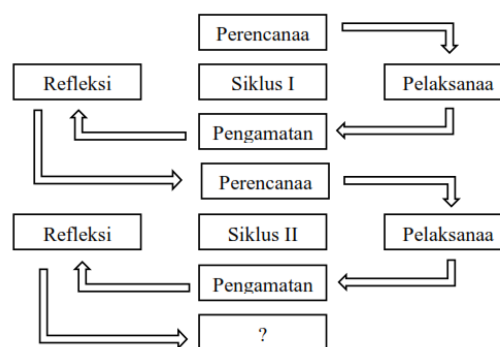 Perencanaa
Refleksi
Siklus I
Pelaksanaa
Pengamatan
Perencanaa
Refleksi
Siklus II
Pelaksanaa
Pengamatan
?